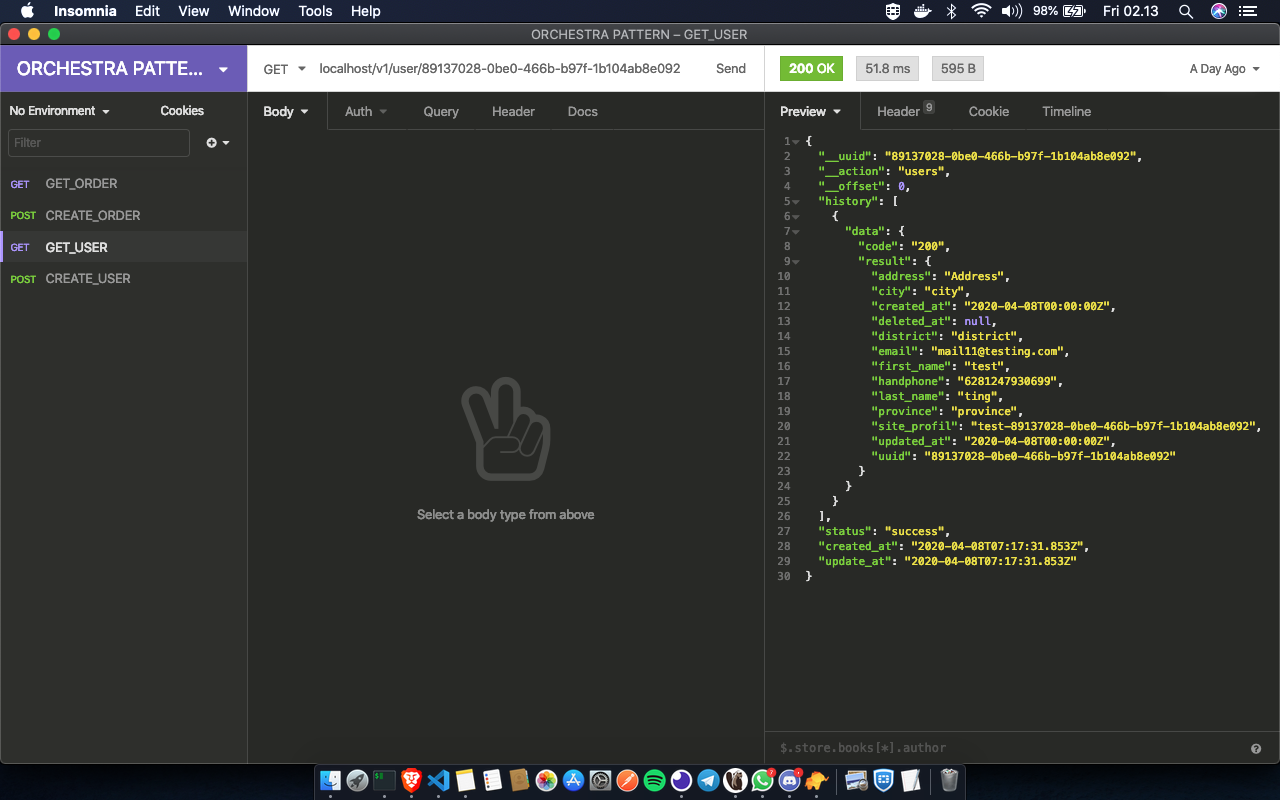 Insomnia Edit View Window Tools Help 98% Fri 02.13
ORCHESTRA PATTERN – GET_USER
ORCHESTRA PATTE... GET localhost/v1/user/89137028-0be0-466b-b97f-1b104ab8e092 Send 200 OK 51.8 ms 595 B A Day Ago
No Environment Cookies Body Auth Query Header Docs Preview Header 9 Cookie Timeline
Filter
GET GET_ORDER
POST CREATE_ORDER
GET GET_USER
POST CREATE_USER
Select a body type from above
1 {
2 "__uuid": "89137028-0be0-466b-b97f-1b104ab8e092",
3 "__action": "users",
4 "__offset": 0,
5 "history": [
6 {
7 "data": {
8 "code": "200",
9 "result": {
10 "address": "Address",
11 "city": "city",
12 "created_at": "2020-04-08T00:00:00Z",
13 "deleted_at": null,
14 "district": "district",
15 "email": "mail11@testing.com",
16 "first_name": "test",
17 "handphone": "6281247930699",
18 "last_name": "ting",
19 "province": "province",
20 "site_profil": "test-89137028-0be0-466b-b97f-1b104ab8e092",
21 "updated_at": "2020-04-08T00:00:00Z",
22 "uuid": "89137028-0be0-466b-b97f-1b104ab8e092"
23 }
24 }
25 }
26 ],
27 "status": "success",
28 "created_at": "2020-04-08T07:17:31.853Z",
29 "update_at": "2020-04-08T07:17:31.853Z"
30 }
$.store.books[*].author